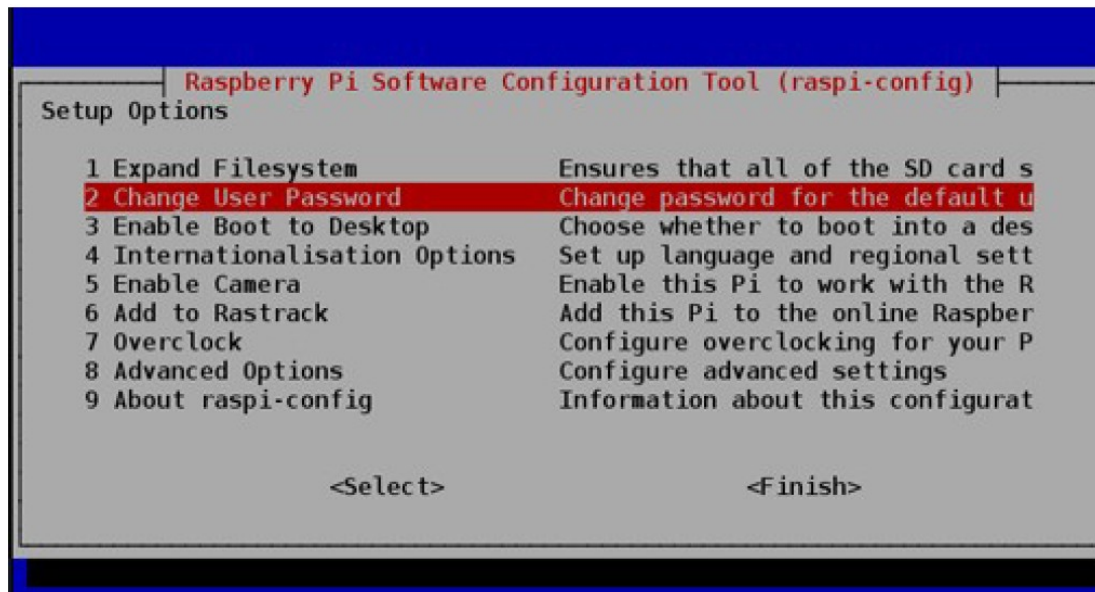 Raspberry Pi Software Configuration Tool (raspi-config)
Setup Options
1 Expand Filesystem Ensures that all of the SD card s
2 Change User Password Change password for the default u
3 Enable Boot to Desktop Choose whether to boot into a des
4 Internationalisation Options Set up language and regional sett
5 Enable Camera Enable this Pi to work with the R
6 Add to Rastrack Add this Pi to the online Raspber
7 Overclock Configure overclocking for your P
8 Advanced Options Configure advanced settings
9 About raspi-config Information about this configurat
<Select> <Finish>